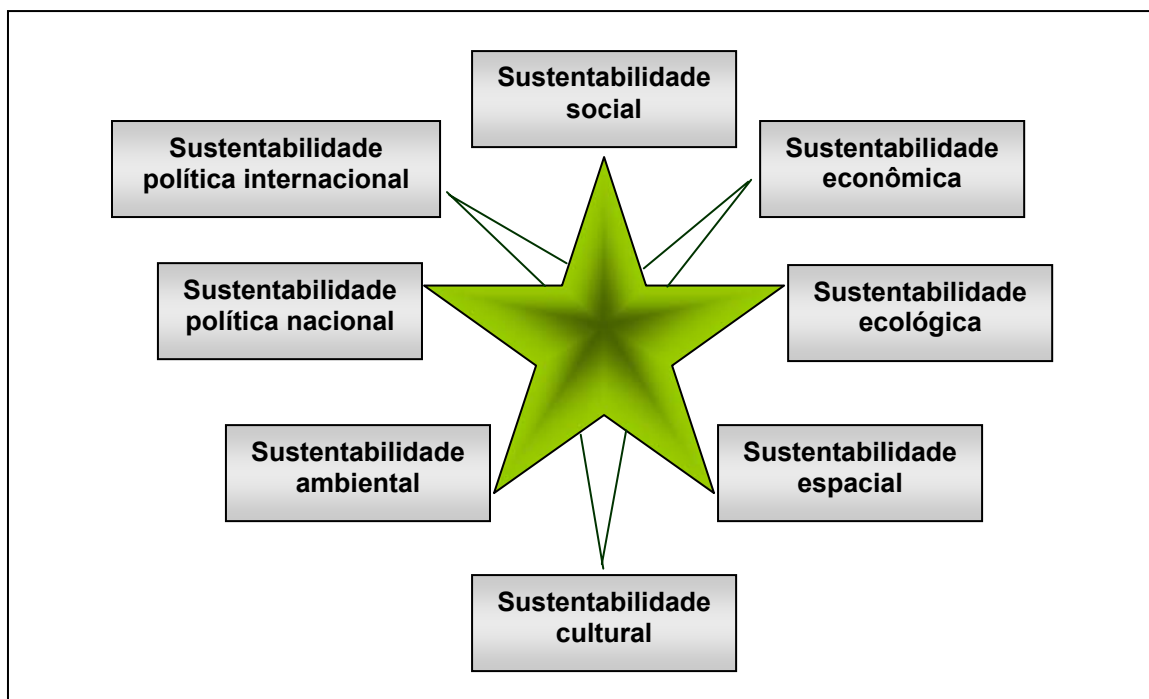 Sustentabilidade
social
Sustentabilidade
política internacional
Sustentabilidade
econômica
Sustentabilidade
política nacional
Sustentabilidade
ecológica
Sustentabilidade
ambiental
Sustentabilidade
espacial
Sustentabilidade
cultural